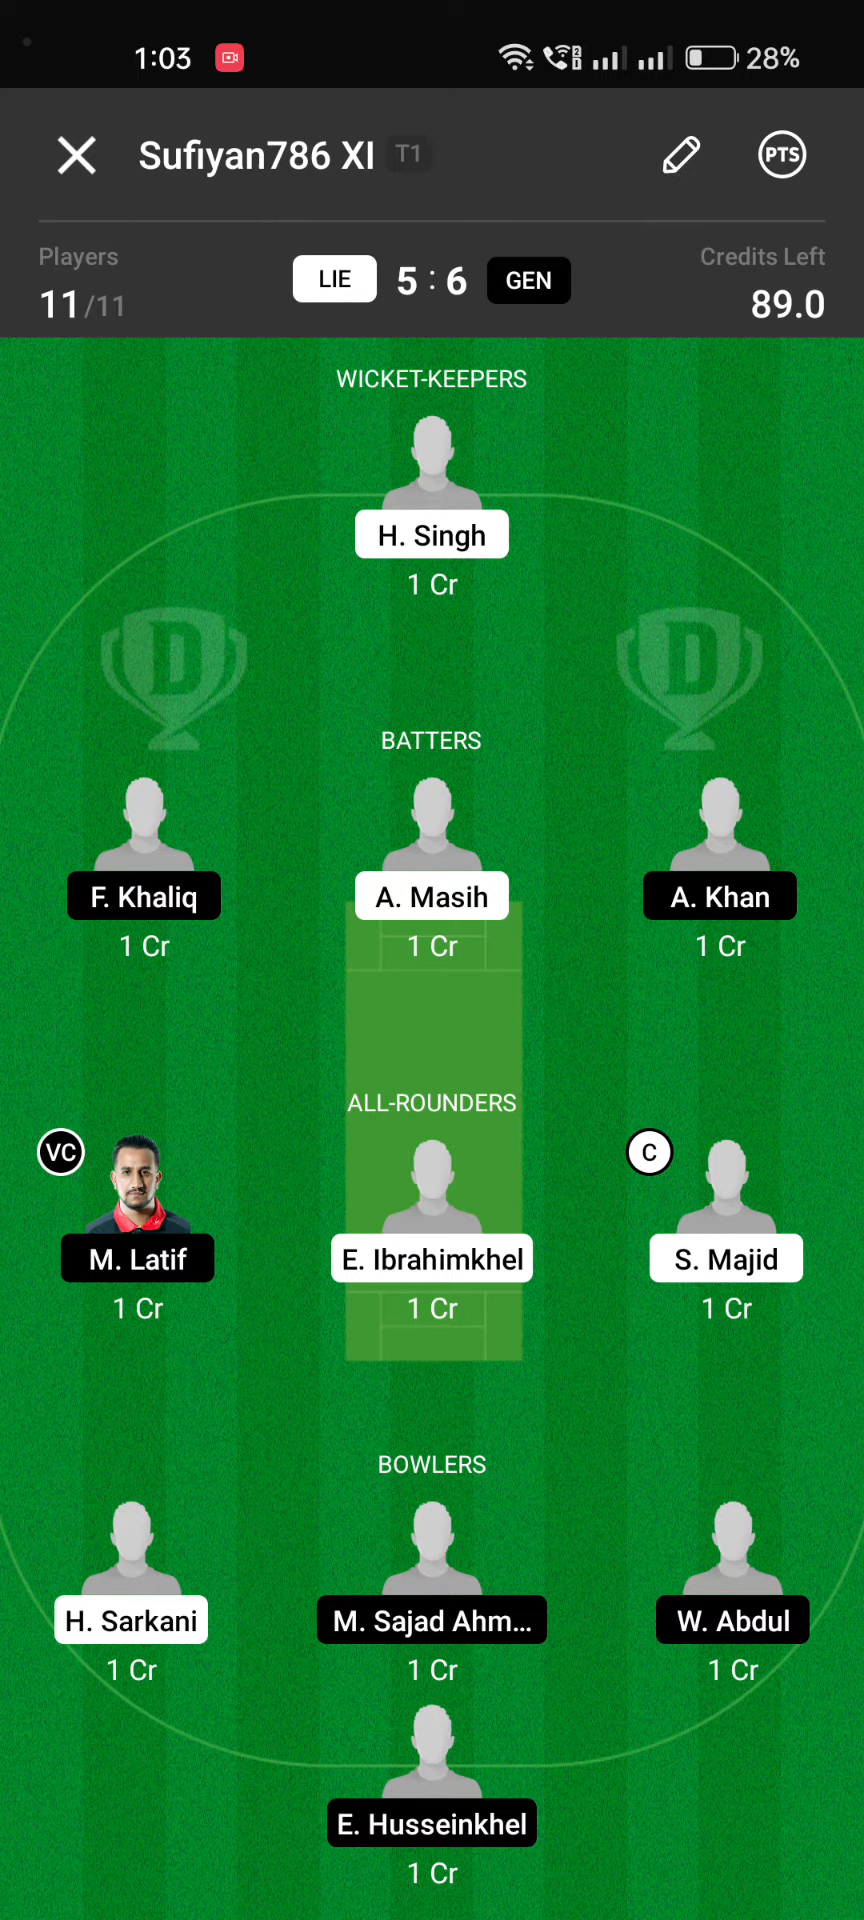 1:03 28%
Sufiyan786 XI T1 PTS
Players Credits Left
LIE 5 : 6 GEN
11/11 89.0
WICKET-KEEPERS
H. Singh
1 Cr
D D
BATTERS
F. Khaliq A. Masih A. Khan
1 Cr 1 Cr 1 Cr
ALL-ROUNDERS
VC C
M. Latif E. Ibrahimkhel S. Majid
1 Cr 1 Cr 1 Cr
BOWLERS
H. Sarkani M. Sajad Ahm... W. Abdul
1 Cr 1 Cr 1 Cr
E. Husseinkhel
1 Cr